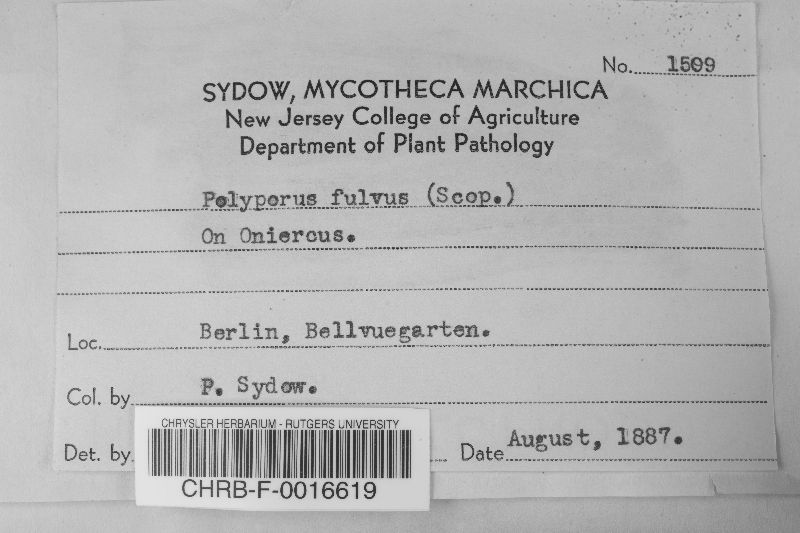 No. 1509
SYDOW, MYCOTHECA MARCHICA
New Jersey College of Agriculture
Department of Plant Pathology
Polyporus fulvus (Scop.)
On Oniercus.
Loc. Berlin, Bellvuegarten.
Col. by P. Sydow.
Det. by
Date August, 1887.
CHRYSLER HERBARIUM - RUTGERS UNIVERSITY
CHRB-F-0016619